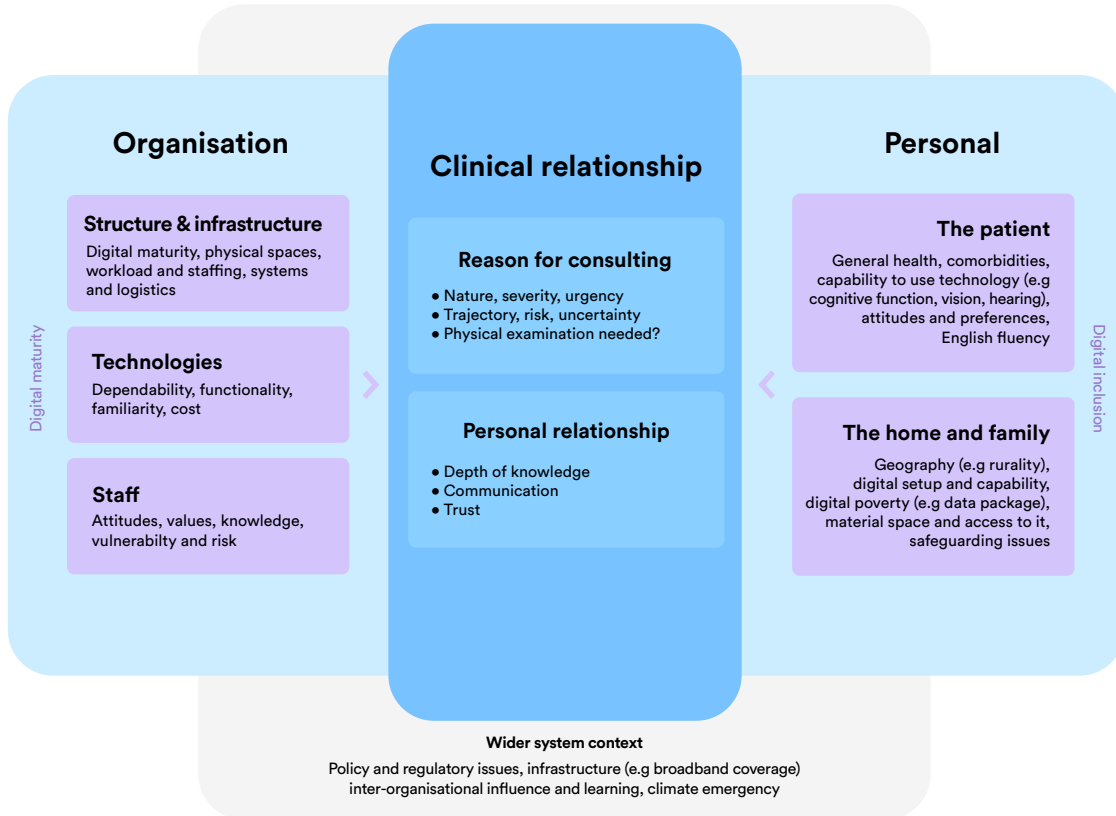 Organisation
Structure & infrastructure
Digital maturity, physical spaces,
workload and staffing, systems
and logistics
Technologies
Dependability, functionality,
familiarity, cost
Staff
Attitudes, values, knowledge,
vulnerabilty and risk
Digital maturity
Clinical relationship
Reason for consulting
• Nature, severity, urgency
• Trajectory, risk, uncertainty
• Physical examination needed?
Personal relationship
• Depth of knowledge
• Communication
• Trust
Personal
The patient
General health, comorbidities,
capability to use technology (e.g
cognitive function, vision, hearing),
attitudes and preferences,
English fluency
The home and family
Geography (e.g rurality),
digital setup and capability,
digital poverty (e.g data package),
material space and access to it,
safeguarding issues
Digital inclusion
Wider system context
Policy and regulatory issues, infrastructure (e.g broadband coverage)
inter-organisational influence and learning, climate emergency